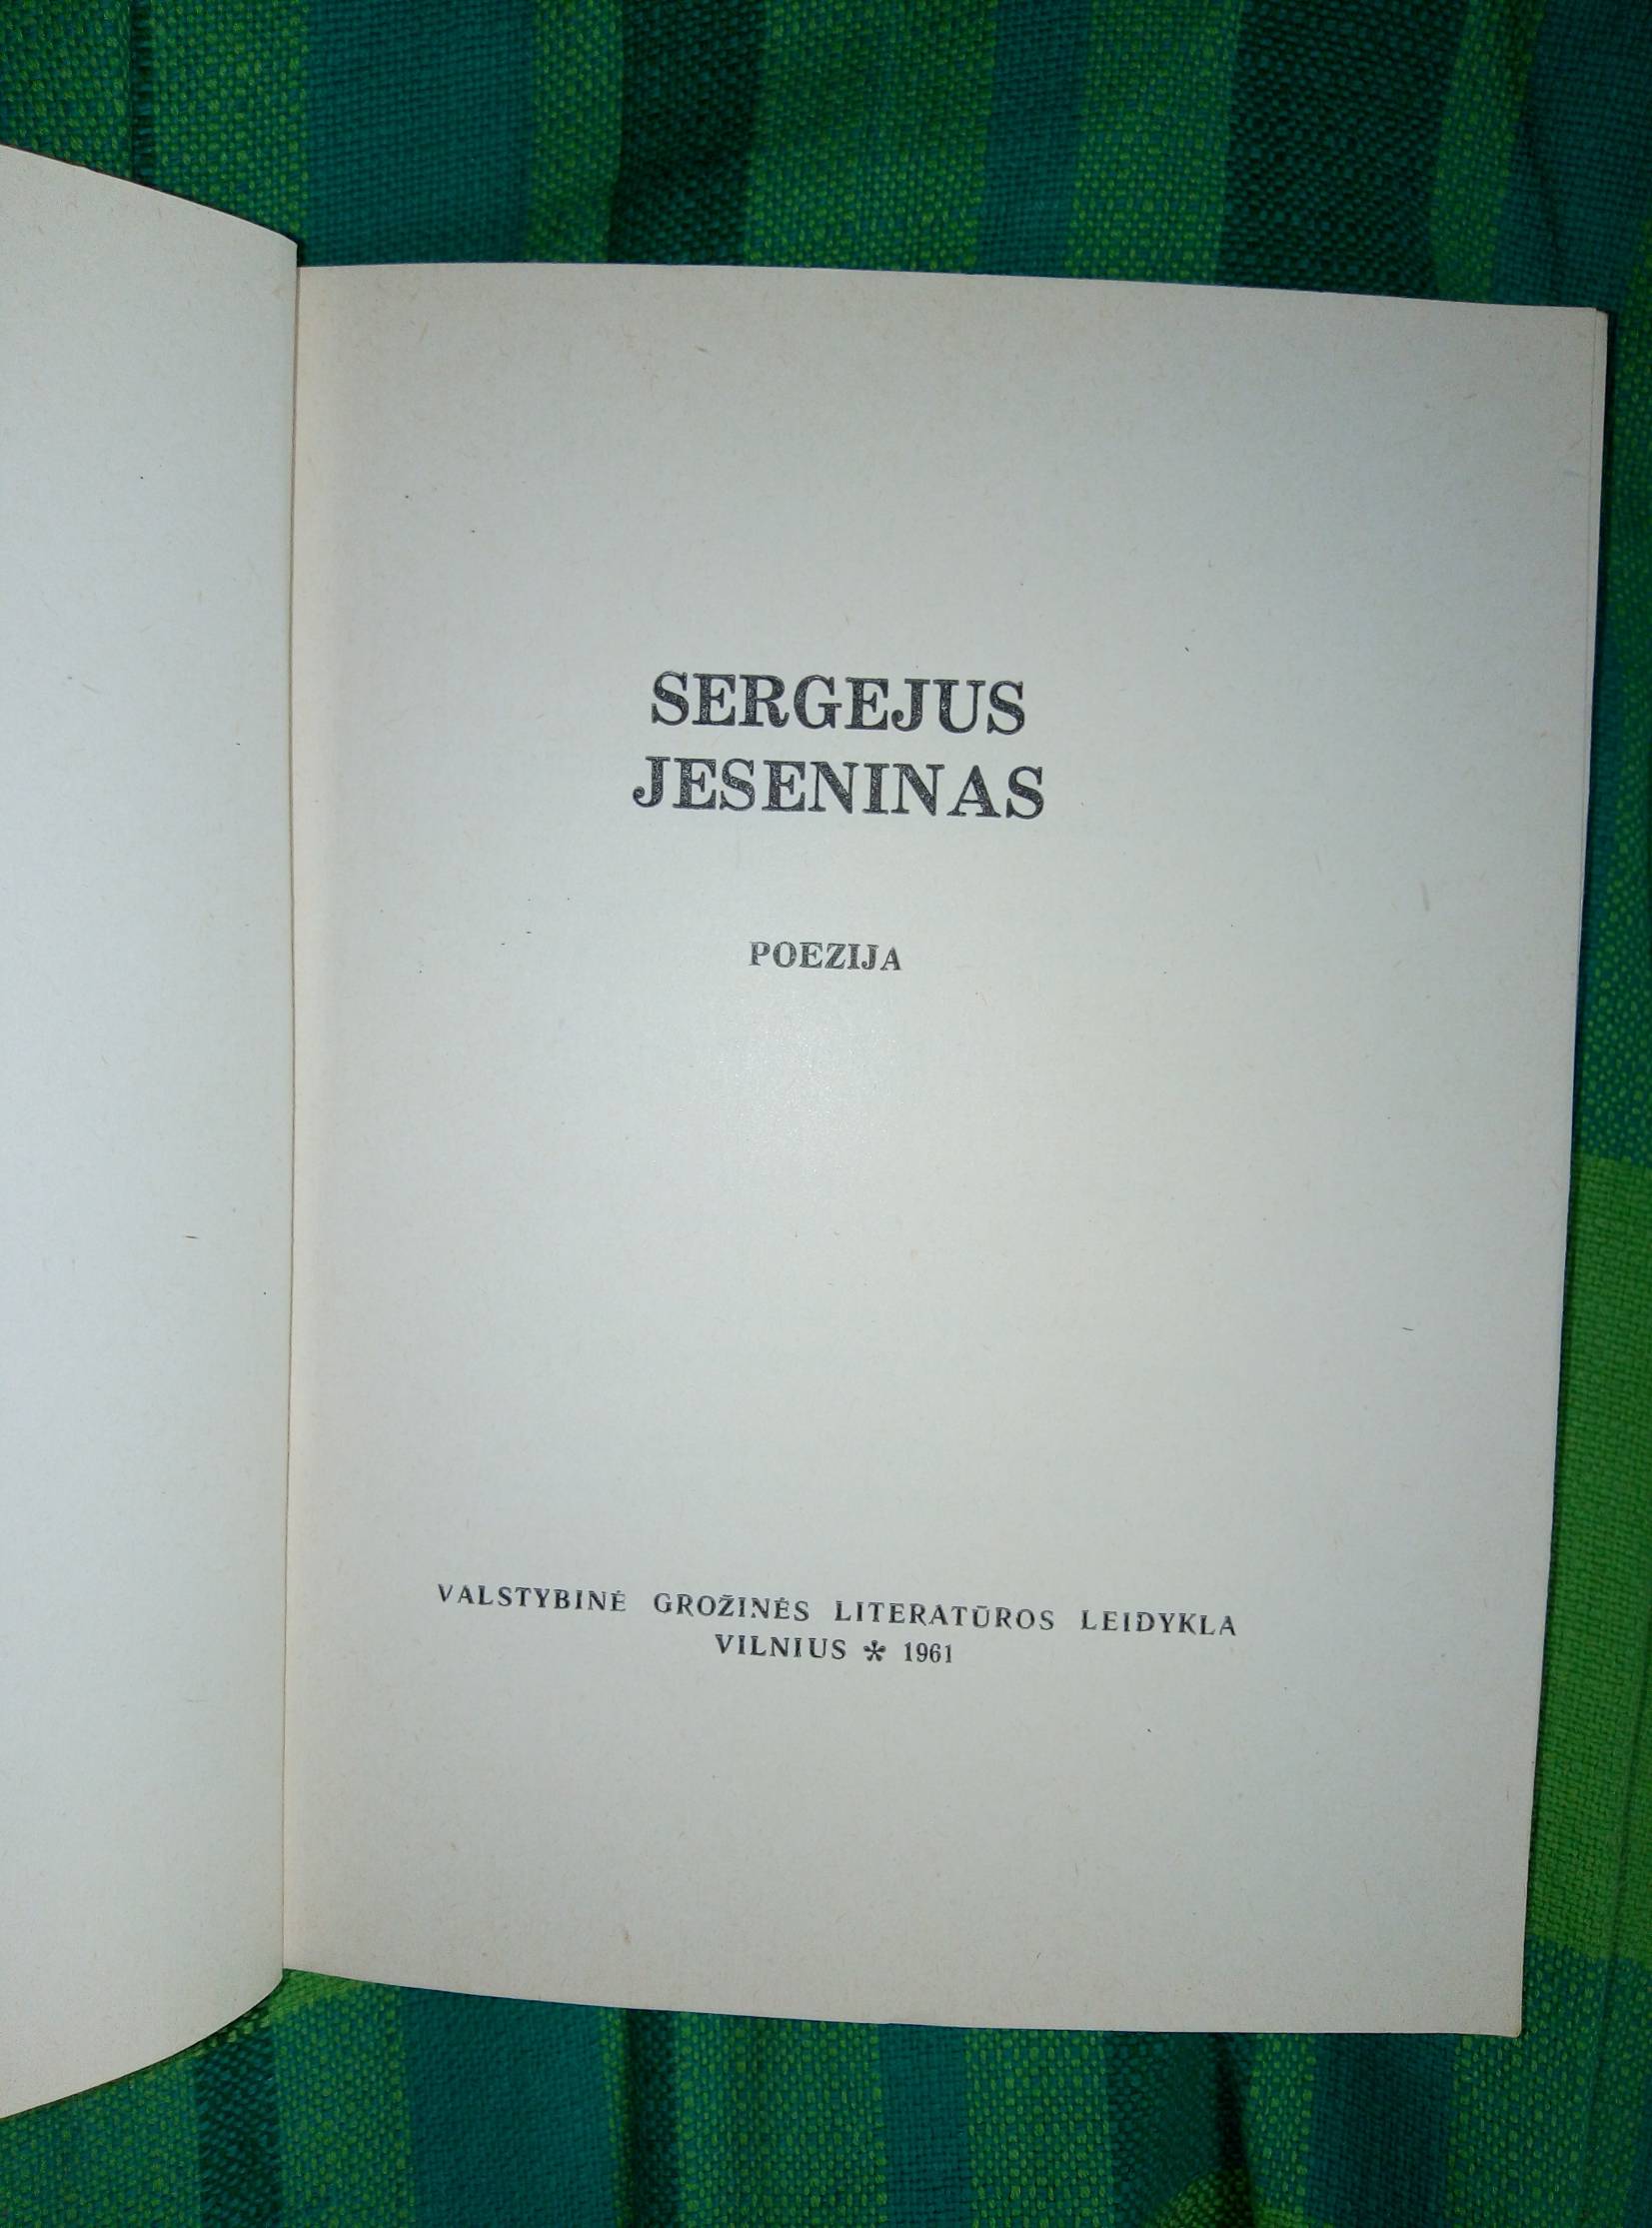 SERGEJUS
JESENINAS
POEZIJA
VALSTYBINĖ GROŽINĖS LITERATŪROS LEIDYKLA
VILNIUS * 1961